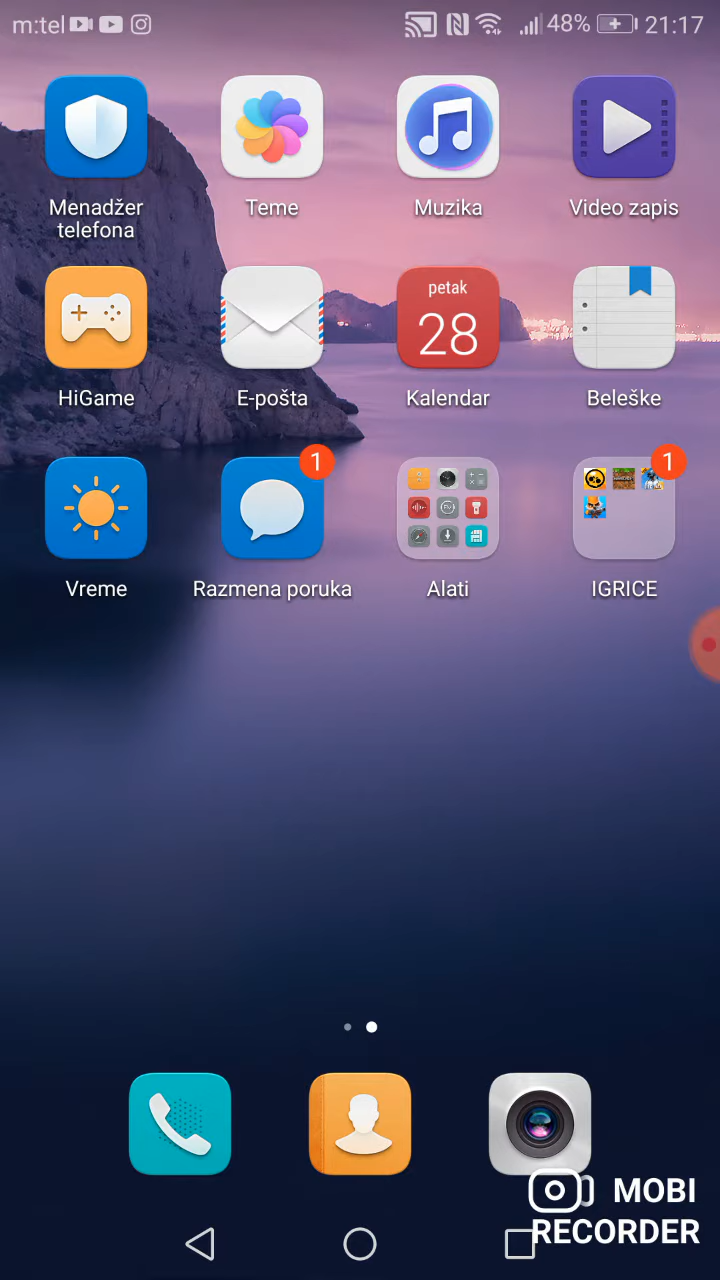 m:tel 48% 21:17
Menadžer telefona
Teme
Muzika
Video zapis
petak
28
HiGame
E-pošta
Kalendar
Beleške
1
1
Vreme
Razmena poruka
Alati
IGRICE
MOBI
RECORDER